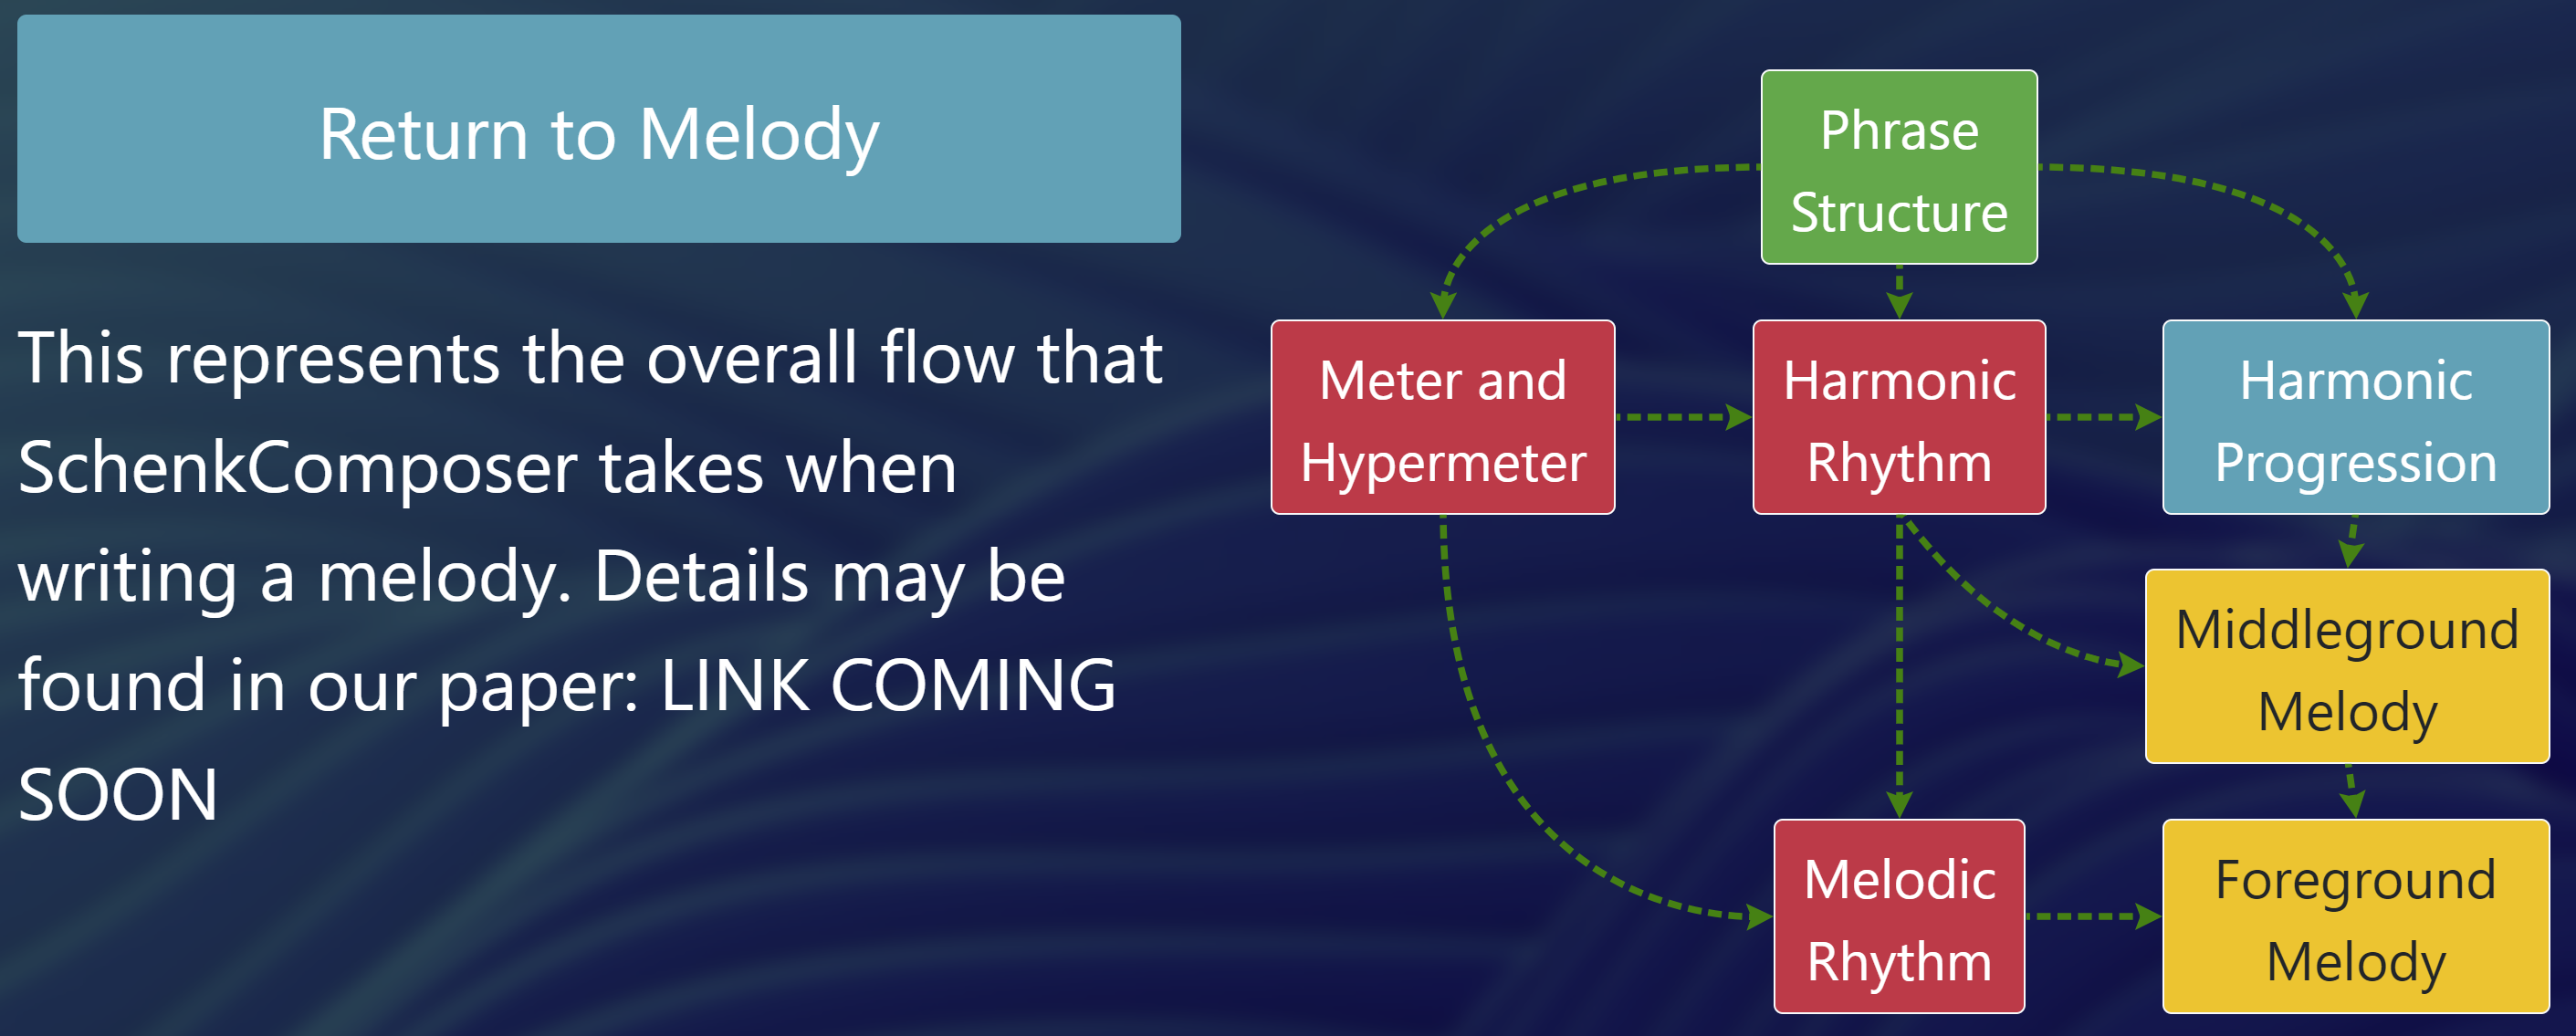 Return to Melody
This represents the overall flow that
SchenkComposer takes when
writing a melody. Details may be
found in our paper: LINK COMING
SOON
Phrase
Structure
Meter and
Hypermeter
Harmonic
Rhythm
Harmonic
Progression
Middleground
Melody
Melodic
Rhythm
Foreground
Melody